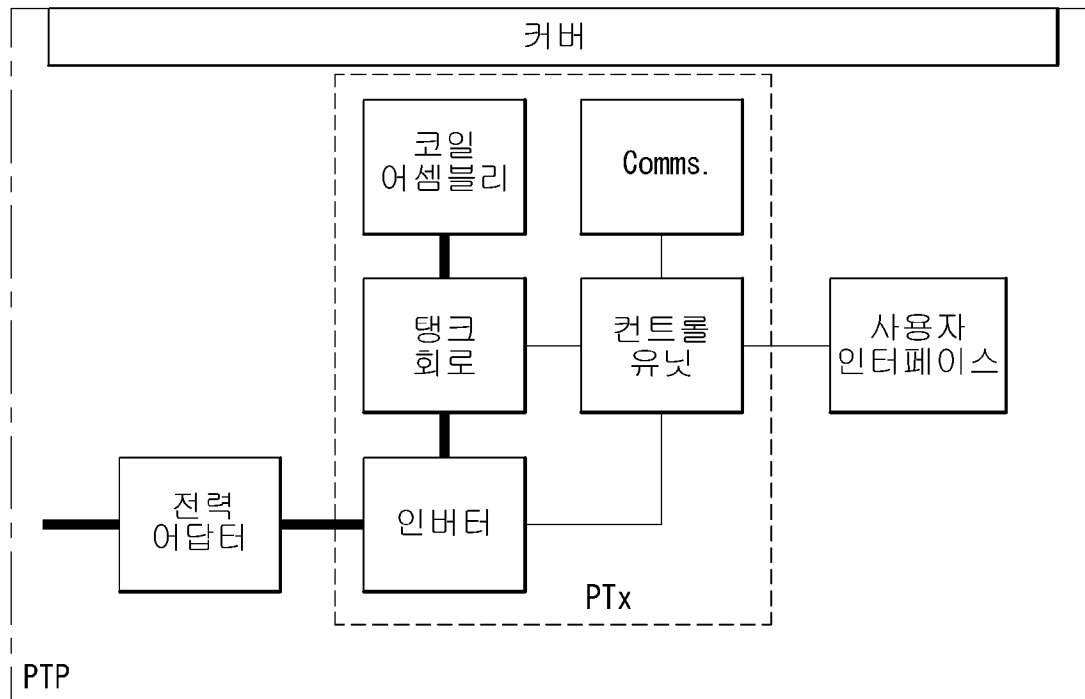 커버
코일
어셈블리
Comms.
탱크
회로
컨트롤
유닛
사용자
인터페이스
전력
어답터
인버터
PTx
PTP